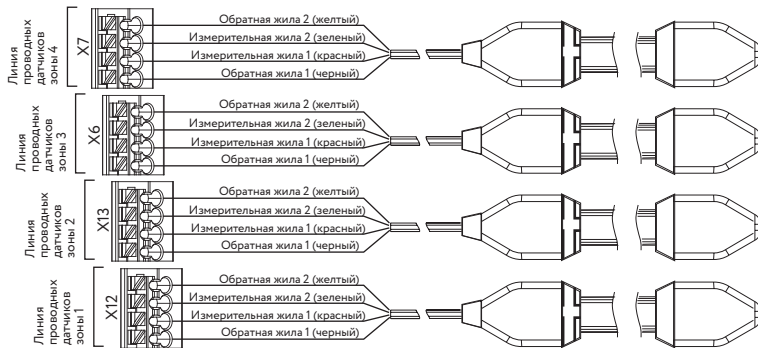 Линия
проводных
датчиков
зоны 4
X7
Обратная жила 2 (желтый)
Измерительная жила 2 (зеленый)
Измерительная жила 1 (красный)
Обратная жила 1 (черный)
Линия
проводных
датчиков
зоны 3
X6
Обратная жила 2 (желтый)
Измерительная жила 2 (зеленый)
Измерительная жила 1 (красный)
Обратная жила 1 (черный)
Линия
проводных
датчиков
зоны 2
X13
Обратная жила 2 (желтый)
Измерительная жила 2 (зеленый)
Измерительная жила 1 (красный)
Обратная жила 1 (черный)
Линия
проводных
датчиков
зоны 1
X12
Обратная жила 2 (желтый)
Измерительная жила 2 (зеленый)
Измерительная жила 1 (красный)
Обратная жила 1 (черный)